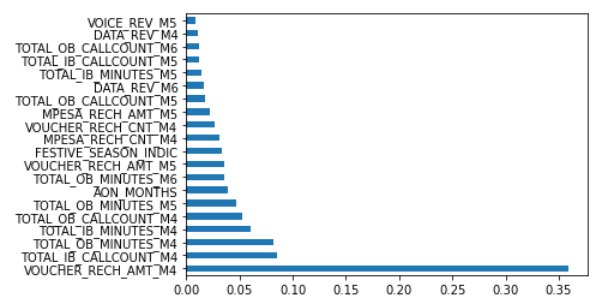 VOICE_REV_M5
DATA_REV_M4
TOTAL_OB_CALLCOUNT_M6
TOTAL_IB_CALLCOUNT_M5
TOTAL_IB_MINUTES_M5
DATA_REV_M6
TOTAL_OB_CALLCOUNT_M5
MPESA_RECH_AMT_M5
VOUCHER_RECH_CNT_M4
MPESA_RECH_CNT_M4
FESTIVE_SEASON_INDIC
VOUCHER_RECH_AMT_M5
TOTAL_OB_MINUTES_M6
AON_MONTHS
TOTAL_OB_MINUTES_M5
TOTAL_OB_CALLCOUNT_M4
TOTAL_IB_MINUTES_M4
TOTAL_OB_MINUTES_M4
TOTAL_IB_CALLCOUNT_M4
VOUCHER_RECH_AMT_M4
0.00 0.05 0.10 0.15 0.20 0.25 0.30 0.35